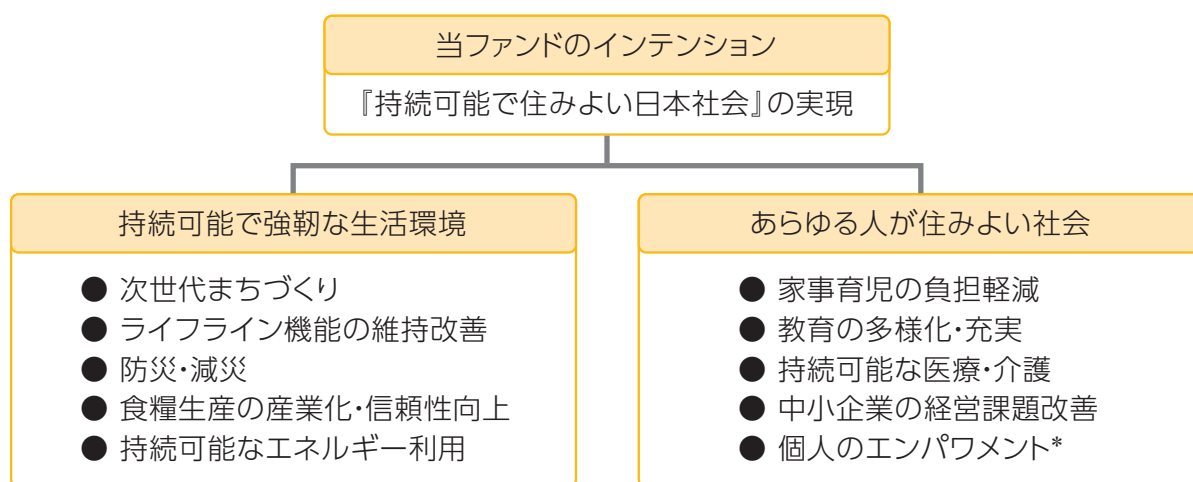 当ファンドのインテンション
『持続可能で住みよい日本社会』の実現
持続可能で強靭な生活環境
● 次世代まちづくり
● ライフライン機能の維持改善
● 防災・減災
● 食糧生産の産業化・信頼性向上
● 持続可能なエネルギー利用
あらゆる人が住みよい社会
● 家事育児の負担軽減
● 教育の多様化・充実
● 持続可能な医療・介護
● 中小企業の経営課題改善
● 個人のエンパワメント*